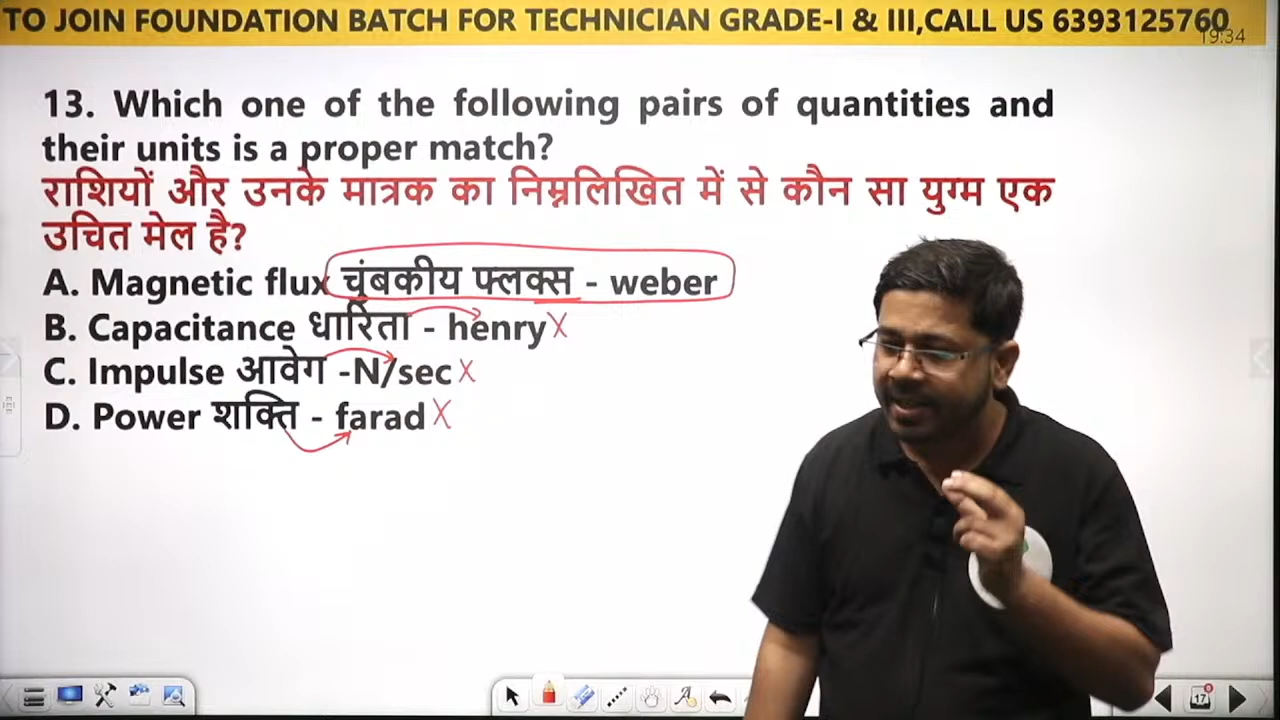 TO JOIN FOUNDATION BATCH FOR TECHNICIAN GRADE-I & III,CALL US 6393125760
19:34
13. Which one of the following pairs of quantities and
their units is a proper match?
राशियों और उनके मात्रक का निम्नलिखित में से कौन सा युग्म एक
उचित मेल है?
A. Magnetic flux चुंबकीय फ्लक्स - weber
B. Capacitance धारिता - henry X
C. Impulse आवेग -N/sec X
D. Power शक्ति - farad X
17